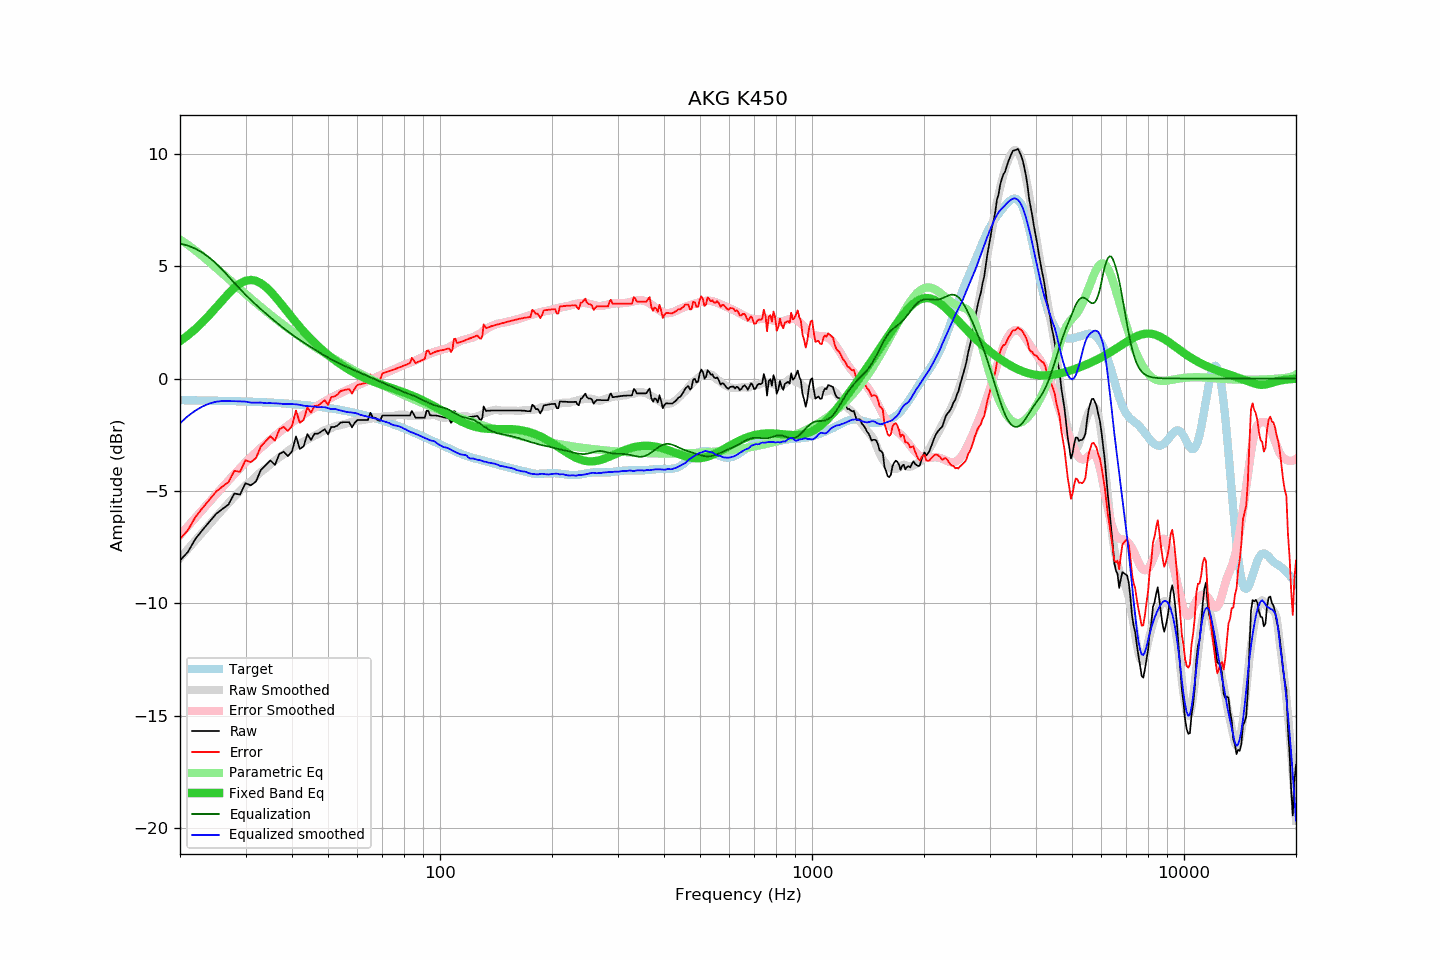 AKG K450
Amplitude (dBr)
10
5
0
−5
−10
−15
−20
Target
Raw Smoothed
Error Smoothed
Raw
Error
Parametric Eq
Fixed Band Eq
Equalization
Equalized smoothed
100 1000 10000
Frequency (Hz)